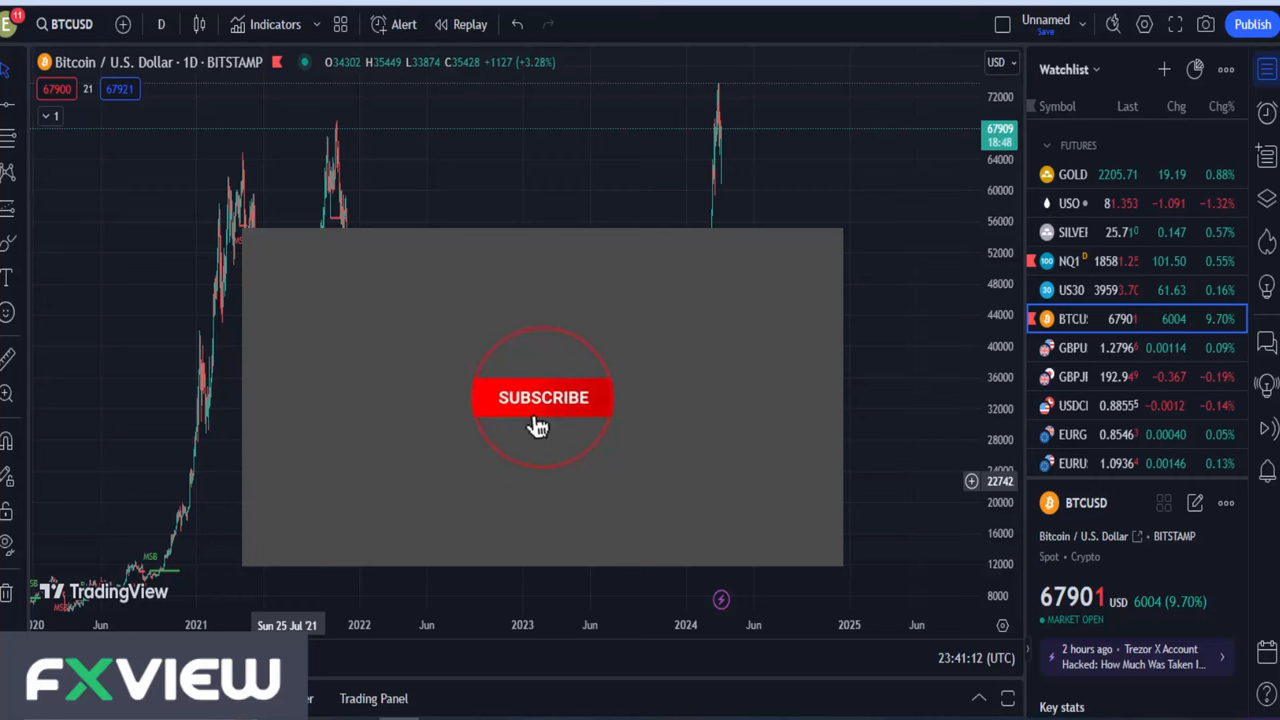 E 11 BTCUSD D Indicators Alert Replay Unnamed Save Publish
Bitcoin / U.S. Dollar · 1D · BITSTAMP O34302 H35449 L33874 C35428 +1127 (+3.28%) USD
67900 21 67921
1
72000
67909
18:48
64000
60000
56000
52000
48000
44000
40000
36000
32000
28000
24000
22742
20000
16000
12000
8000
SUBSCRIBE
MSB
TradingView
2020 Jun 2021 Sun 25 Jul '21 2022 Jun 2023 Jun 2024 Jun 2025 Jun
23:41:12 (UTC)
FXVIEW
Trading Panel
Watchlist
Symbol Last Chg Chg%
FUTURES
GOLD 2205.71 19.19 0.88%
USO 81.353 −1.091 −1.32%
SILVER 25.710 0.147 0.57%
NQ1 D 18581.25 101.50 0.55%
US30 39593.70 61.63 0.16%
BTCU 67901 6004 9.70%
GBPU 1.27966 0.00114 0.09%
GBPJ 192.949 −0.367 −0.19%
USDC 0.88555 −0.0012 −0.14%
EURG 0.85463 0.00040 0.05%
EURU 1.09364 0.00146 0.13%
BTCUSD
Bitcoin / U.S. Dollar · BITSTAMP
Spot · Crypto
67901 USD 6004 (9.70%)
MARKET OPEN
2 hours ago · Trezor X Account
Hacked: How Much Was Taken I...
Key stats